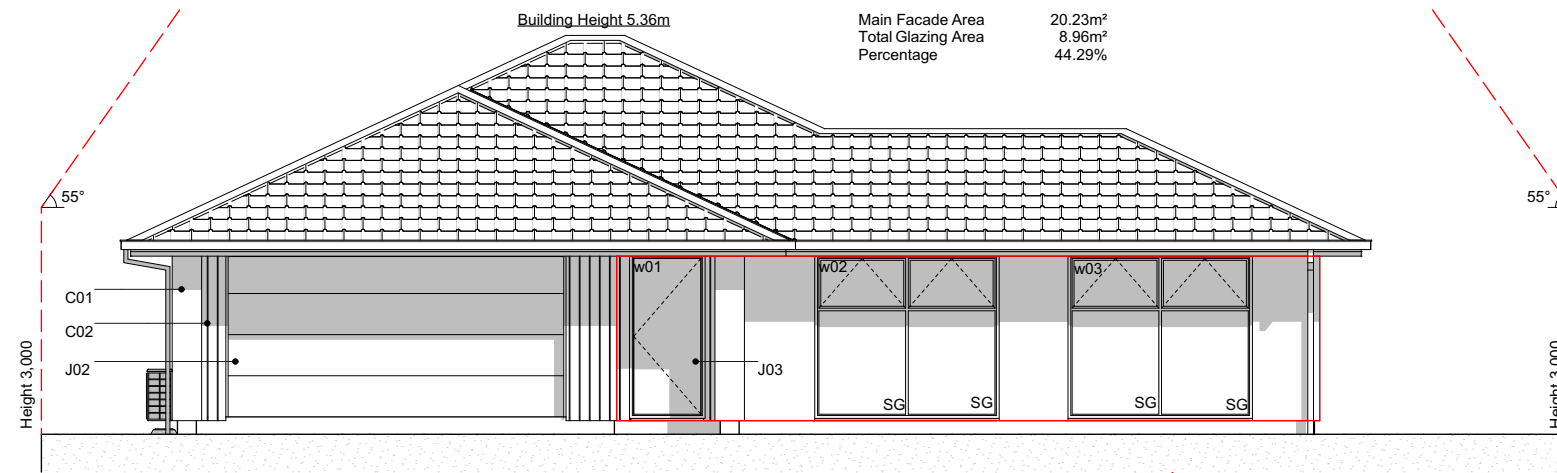 Building Height 5.36m
Main Facade Area 20.23m²
Total Glazing Area 8.96m²
Percentage 44.29%
55°
55°
w01
w02
w03
C01
C02
J02
J03
SG
SG
SG
SG
Height 3,000
Height 3,000